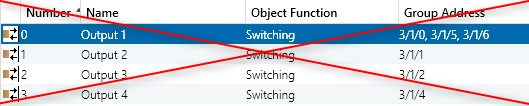 Number Name Object Function Group Address
0 Output 1 Switching 3/1/0, 3/1/5, 3/1/6
1 Output 2 Switching 3/1/1
2 Output 3 Switching 3/1/2
3 Output 4 Switching 3/1/4